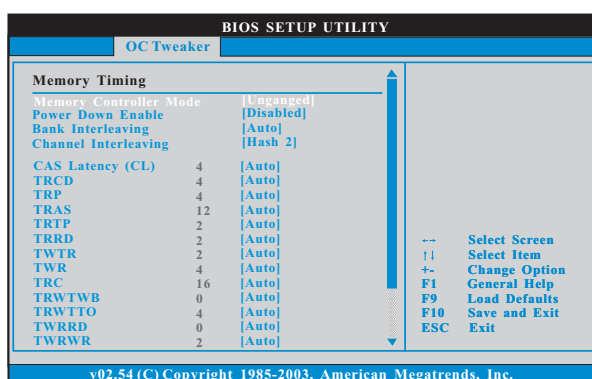 BIOS SETUP UTILITY
OC Tweaker
Memory Timing
Memory Controller Mode [Unganged]
Power Down Enable [Disabled]
Bank Interleaving [Auto]
Channel Interleaving [Hash 2]
CAS Latency (CL) 4 [Auto]
TRCD 4 [Auto]
TRP 4 [Auto]
TRAS 12 [Auto]
TRTP 2 [Auto]
TRRD 2 [Auto]
TWTR 2 [Auto]
TWR 4 [Auto]
TRC 16 [Auto]
TRWTWB 0 [Auto]
TRWTTO 4 [Auto]
TWRRD 0 [Auto]
TWRWR 2 [Auto]
←→ Select Screen
↑↓ Select Item
+- Change Option
F1 General Help
F9 Load Defaults
F10 Save and Exit
ESC Exit
v02.54 (C) Copyright 1985-2003, American Megatrends, Inc.